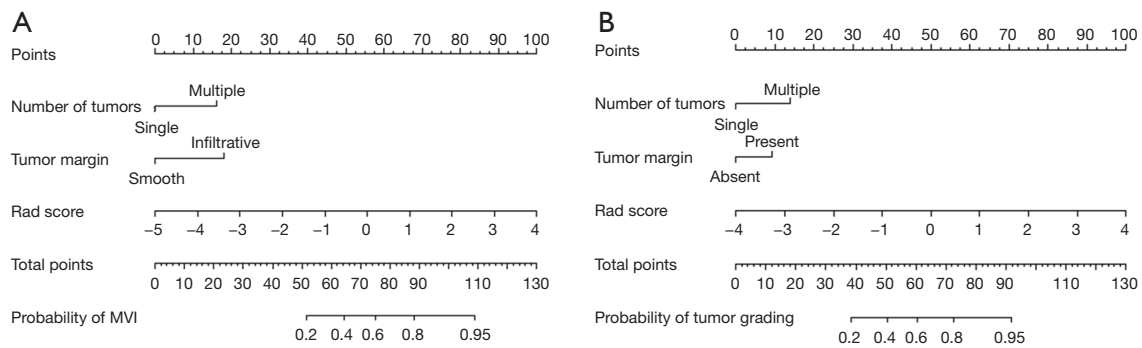 A
Points
0 10 20 30 40 50 60 70 80 90 100
Number of tumors
Multiple
Single
Tumor margin
Infiltrative
Smooth
Rad score
−5 −4 −3 −2 −1 0 1 2 3 4
Total points
0 10 20 30 40 50 60 70 80 90 110 130
Probability of MVI
0.2 0.4 0.6 0.8 0.95
B
Points
0 10 20 30 40 50 60 70 80 90 100
Number of tumors
Multiple
Single
Tumor margin
Present
Absent
Rad score
−4 −3 −2 −1 0 1 2 3 4
Total points
0 10 20 30 40 50 60 70 80 90 110 130
Probability of tumor grading
0.2 0.4 0.6 0.8 0.95